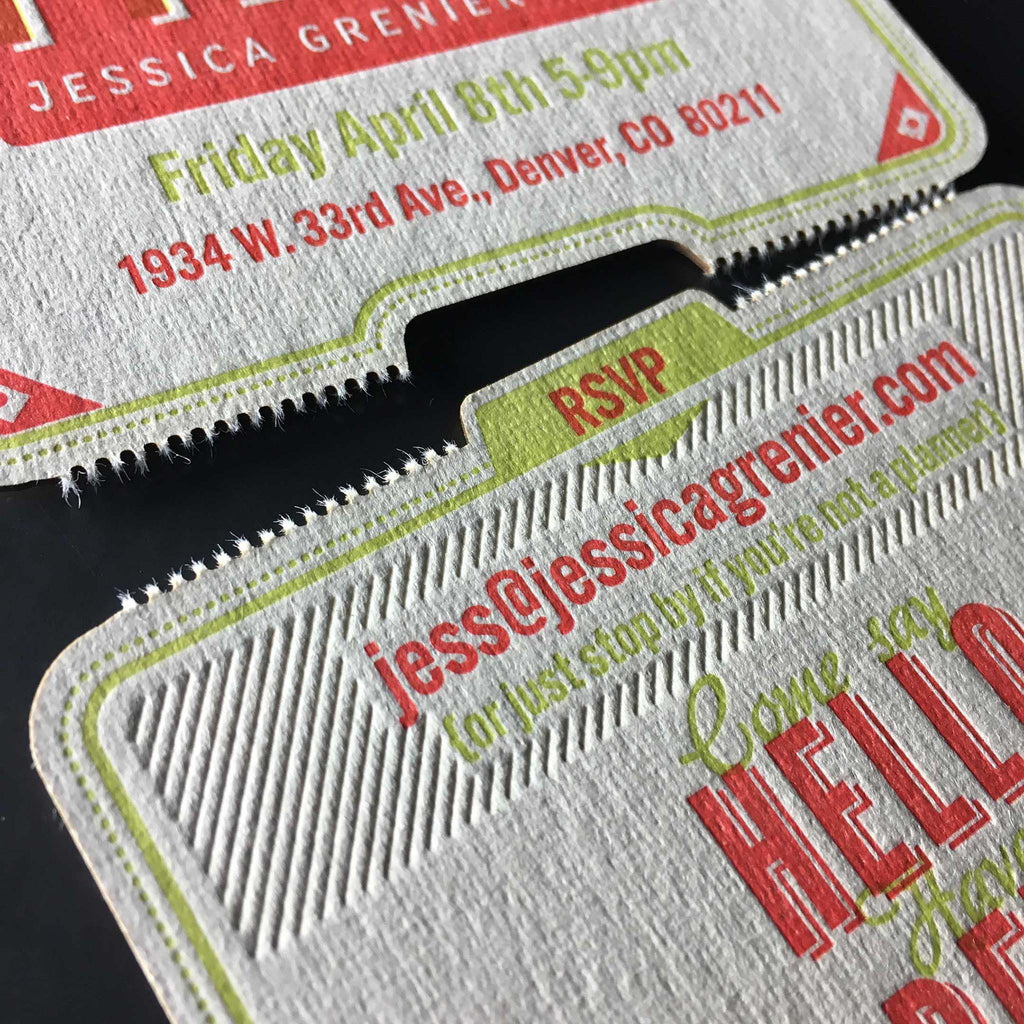 JESSICA GRENIER
Friday April 8th 5-9pm
1934 W. 33rd Ave., Denver, CO 80211
RSVP
jess@jessicagrenier.com
(or just stop by if you're not a planner)
Come say
HELLO